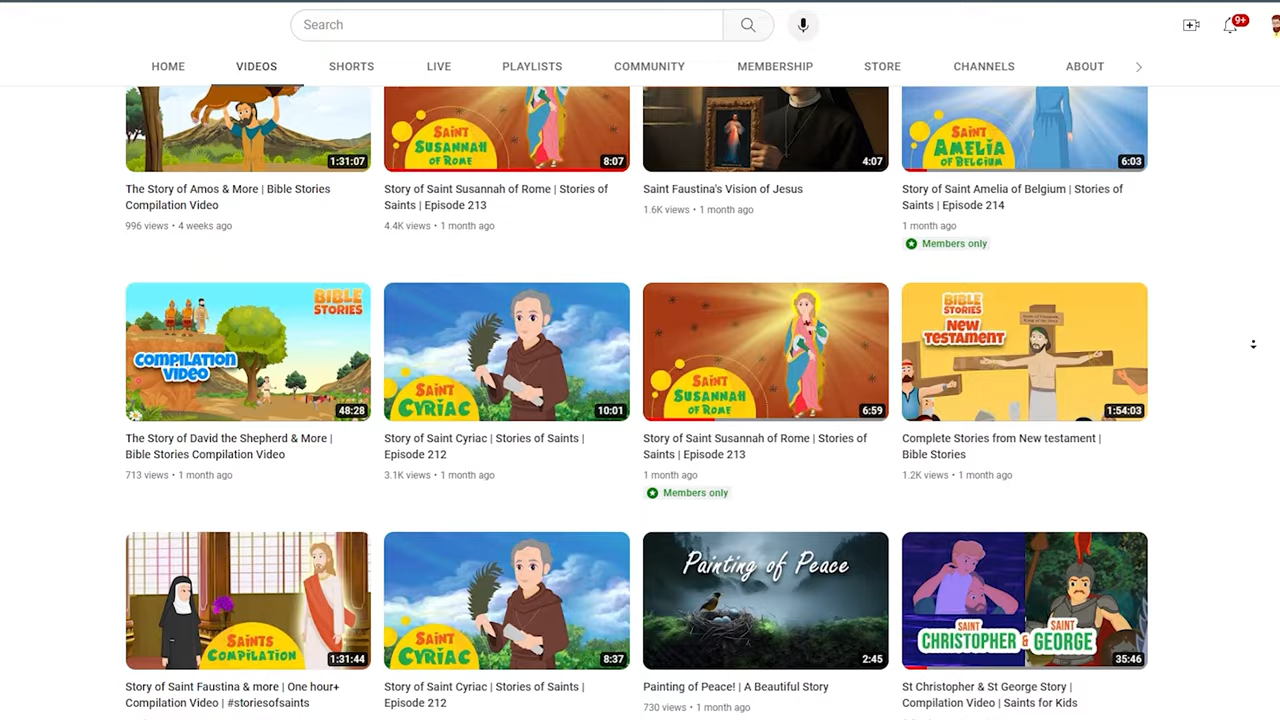 Search
9+
HOME
VIDEOS
SHORTS
LIVE
PLAYLISTS
COMMUNITY
MEMBERSHIP
STORE
CHANNELS
ABOUT
1:31:07
SAINT
SUSANNAH
OF ROME
8:07
4:07
SAINT
AMELIA
OF BELGIUM
6:03
The Story of Amos & More | Bible Stories
Compilation Video
996 views • 4 weeks ago
Story of Saint Susannah of Rome | Stories of
Saints | Episode 213
4.4K views • 1 month ago
Saint Faustina's Vision of Jesus
1.6K views • 1 month ago
Story of Saint Amelia of Belgium | Stories of
Saints | Episode 214
1 month ago
Members only
BIBLE
STORIES
COMPILATION
VIDEO
48:28
SAINT
CYRIAC
10:01
SAINT
SUSANNAH
OF ROME
6:59
BIBLE
STORIES
NEW
TESTAMENT
1:54:03
The Story of David the Shepherd & More |
Bible Stories Compilation Video
713 views • 1 month ago
Story of Saint Cyriac | Stories of Saints |
Episode 212
3.1K views • 1 month ago
Story of Saint Susannah of Rome | Stories of
Saints | Episode 213
1 month ago
Members only
Complete Stories from New testament |
Bible Stories
1.2K views • 1 month ago
SAINTS
COMPILATION
1:31:44
SAINT
CYRIAC
8:37
Painting of Peace
2:45
SAINT
CHRISTOPHER &
SAINT
GEORGE
35:46
Story of Saint Faustina & more | One hour+
Compilation Video | #storiesofsaints
Story of Saint Cyriac | Stories of Saints |
Episode 212
Painting of Peace! | A Beautiful Story
730 views • 1 month ago
St Christopher & St George Story |
Compilation Video | Saints for Kids